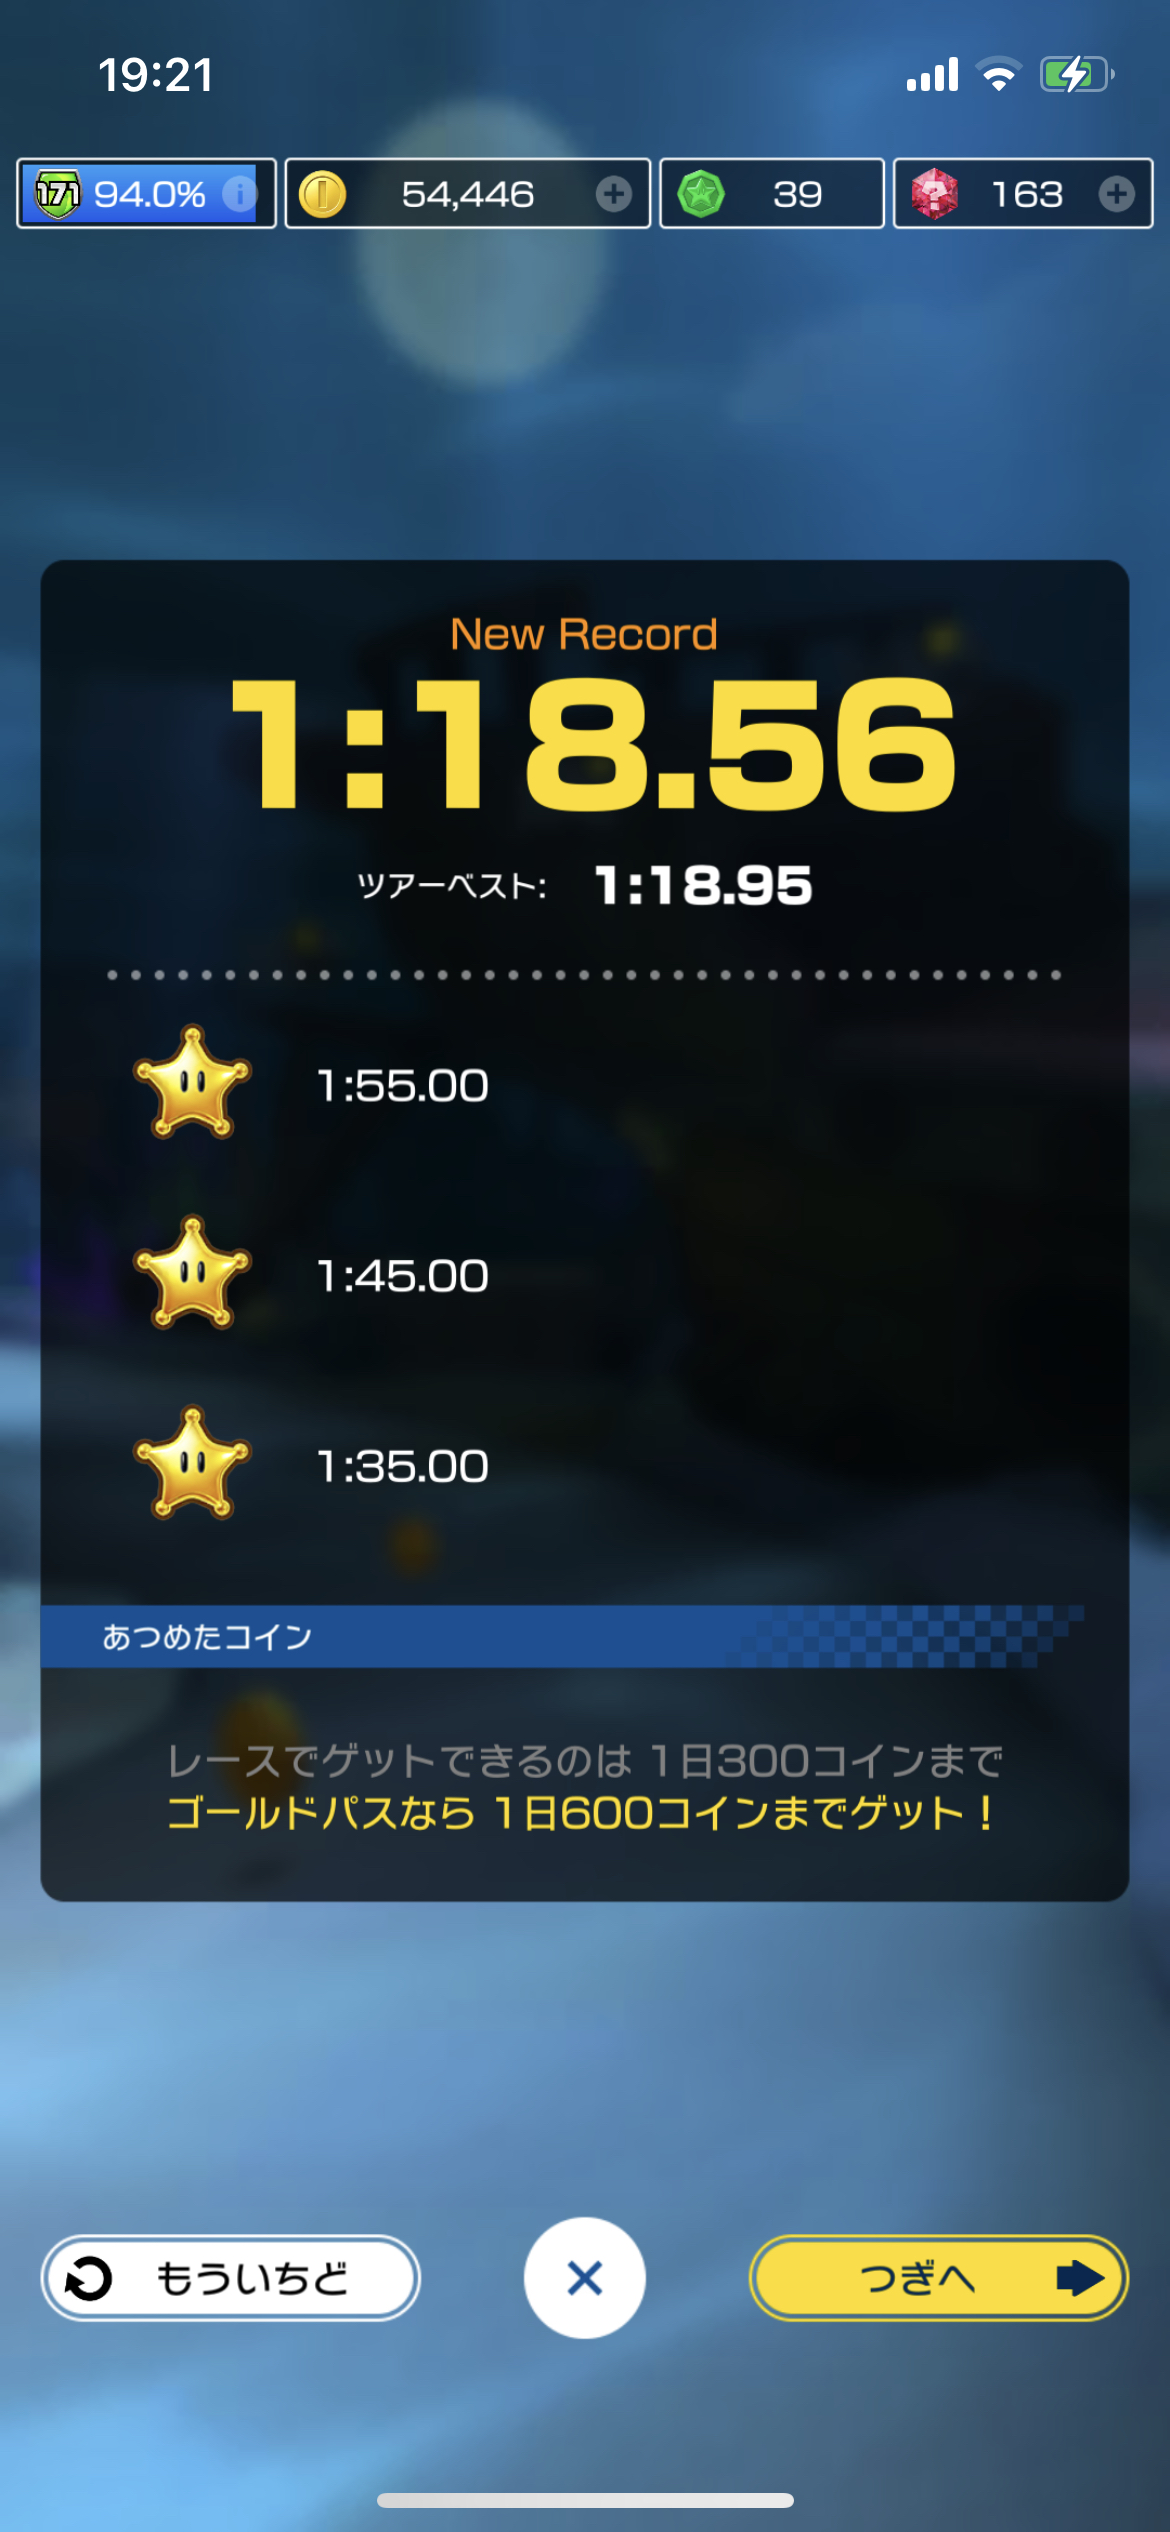 19:21
171 94.0% i 54,446 + 39 ? 163 +
New Record
1:18.56
ツアーベスト: 1:18.95
1:55.00
1:45.00
1:35.00
あつめたコイン
レースでゲットできるのは 1日300コインまで
ゴールドパスなら 1日600コインまでゲット！
もういちど × つぎへ